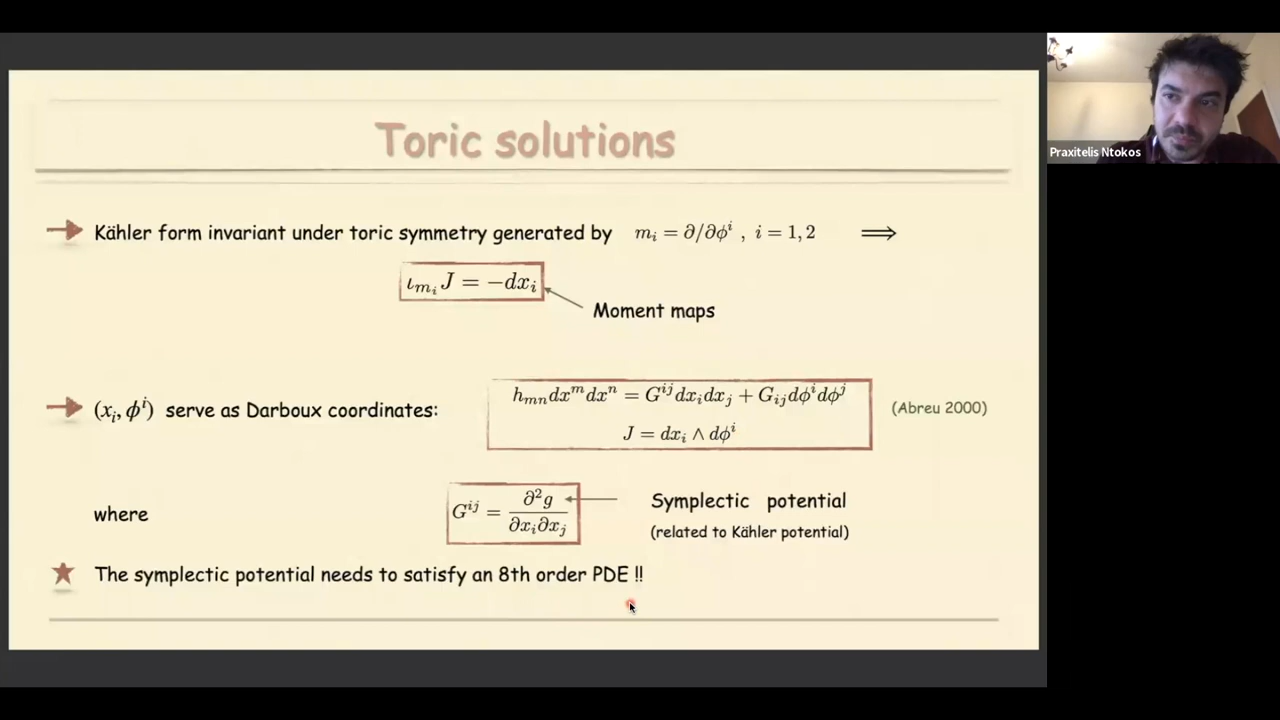 Toric solutions
Praxitelis Ntokos
Kähler form invariant under toric symmetry generated by $m_i = \partial/\partial\phi^i \ , \ i = 1, 2$ $\Longrightarrow$
$\iota_{m_i} J = -dx_i$
Moment maps
$(x_i, \phi^i)$ serve as Darboux coordinates:
$h_{mn}dx^m dx^n = G^{ij}dx_i dx_j + G_{ij}d\phi^i d\phi^j$
$J = dx_i \wedge d\phi^i$
(Abreu 2000)
where
$G^{ij} = \frac{\partial^2 g}{\partial x_i \partial x_j}$
Symplectic potential
(related to Kähler potential)
The symplectic potential needs to satisfy an 8th order PDE !!